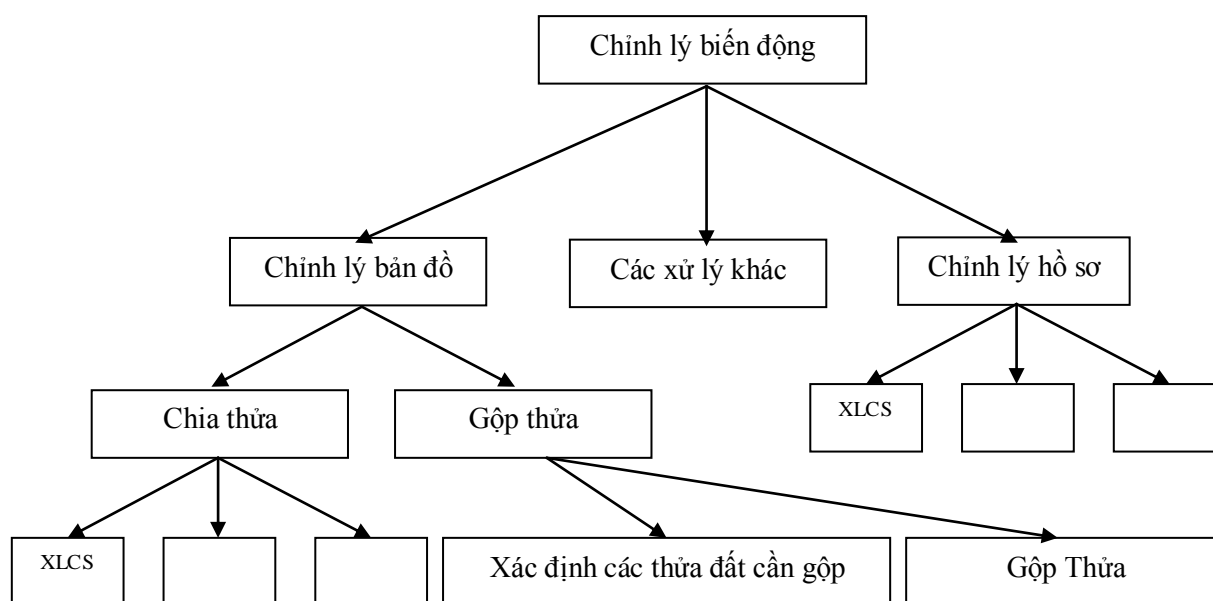 Chỉnh lý biến động
Chỉnh lý bản đồ
Các xử lý khác
Chỉnh lý hồ sơ
Chia thửa
Gộp thửa
XLCS
XLCS
Xác định các thửa đất cần gộp
Gộp Thửa